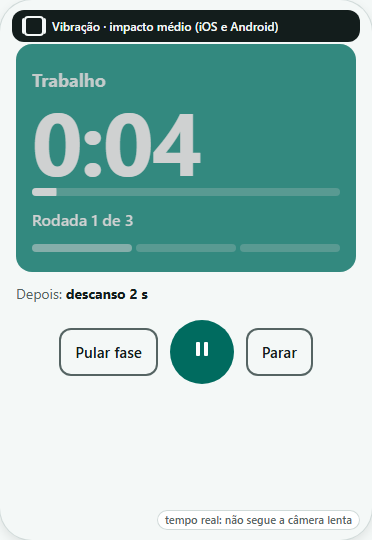 Vibração · impacto médio (iOS e Android)
Trabalho
0:04
Rodada 1 de 3
Depois: descanso 2 s
Pular fase
Parar
tempo real: não segue a câmera lenta